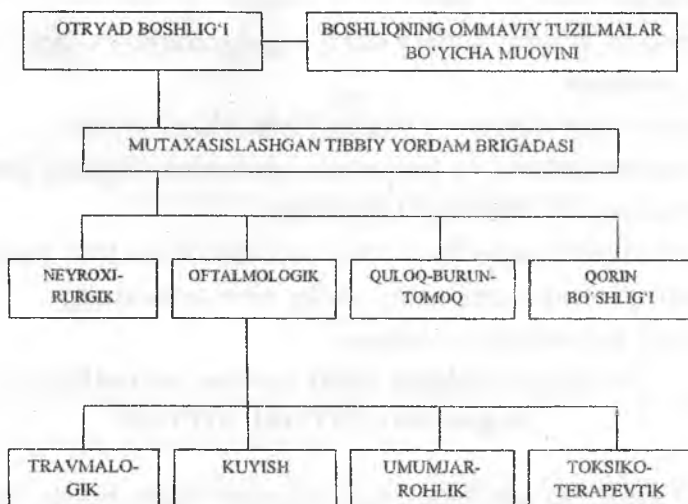 OTRYAD BOSHLIG‘I
BOSHLIQNING OMMAVIY TUZILMALAR
BO‘YICHA MUOVINI
MUTAXASISLASHGAN TIBBIY YORDAM BRIGADASI
NEYROXI-
RURGIK
OFTALMOLOGIK
QULOQ-BURUN-
TOMOQ
QORIN
BO‘SHLIG‘I
TRAVMALO-
GIK
KUYISH
UMUMJAR-
ROHLIK
TOKSIKO-
TERAPEVTIK